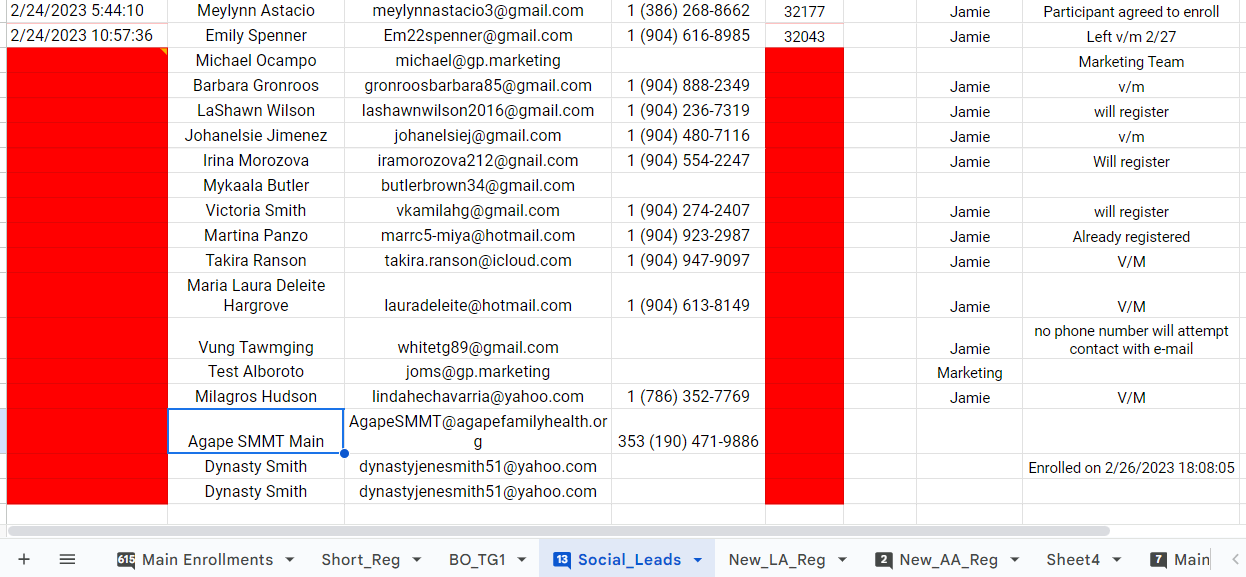 2/24/2023 5:44:10 Meylynn Astacio meylynnastacio3@gmail.com 1 (386) 268-8662 32177 Jamie Participant agreed to enroll
2/24/2023 10:57:36 Emily Spenner Em22spenner@gmail.com 1 (904) 616-8985 32043 Jamie Left v/m 2/27
Michael Ocampo michael@gp.marketing Marketing Team
Barbara Gronroos gronroosbarbara85@gmail.com 1 (904) 888-2349 Jamie v/m
LaShawn Wilson lashawnwilson2016@gmail.com 1 (904) 236-7319 Jamie will register
Johanelsie Jimenez johanelsiej@gmail.com 1 (904) 480-7116 Jamie v/m
Irina Morozova iramorozova212@gnail.com 1 (904) 554-2247 Jamie Will register
Mykaala Butler butlerbrown34@gmail.com
Victoria Smith vkamilahg@gmail.com 1 (904) 274-2407 Jamie will register
Martina Panzo marrc5-miya@hotmail.com 1 (904) 923-2987 Jamie Already registered
Takira Ranson takira.ranson@icloud.com 1 (904) 947-9097 Jamie V/M
Maria Laura Deleite
Hargrove lauradeleite@hotmail.com 1 (904) 613-8149 Jamie V/M
no phone number will attempt
Vung Tawmging whitetg89@gmail.com Jamie contact with e-mail
Test Alboroto joms@gp.marketing Marketing
Milagros Hudson lindahechavarria@yahoo.com 1 (786) 352-7769 Jamie V/M
AgapeSMMT@agapefamilyhealth.or
Agape SMMT Main g 353 (190) 471-9886
Dynasty Smith dynastyjenesmith51@yahoo.com Enrolled on 2/26/2023 18:08:05
Dynasty Smith dynastyjenesmith51@yahoo.com
+ 615 Main Enrollments Short_Reg BO_TG1 13 Social_Leads New_LA_Reg 2 New_AA_Reg Sheet4 7 Main